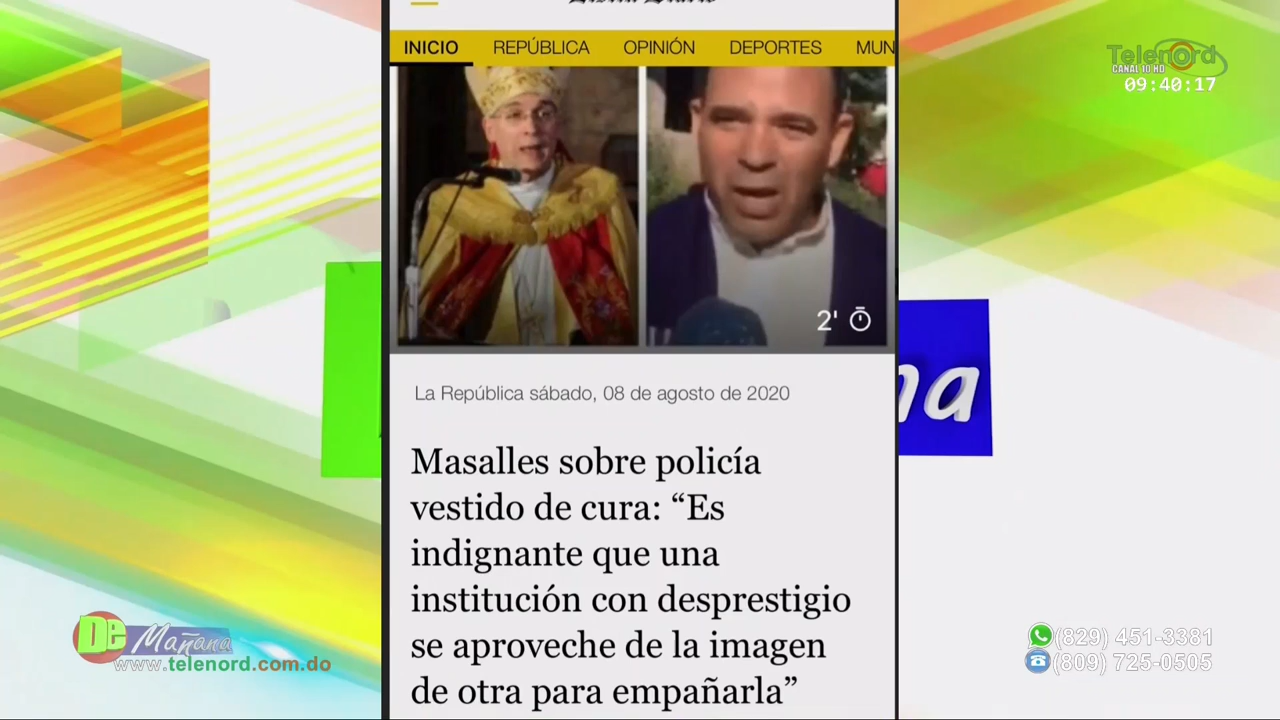 INICIO REPÚBLICA OPINIÓN DEPORTES MUN
Telenord
CANAL 10 HD
09:40:17
2'
La República sábado, 08 de agosto de 2020
Masalles sobre policía
vestido de cura: “Es
indignante que una
institución con desprestigio
se aproveche de la imagen
de otra para empañarla”
na
De Mañana
www.telenord.com.do
(829) 451-3381
(809) 725-0505